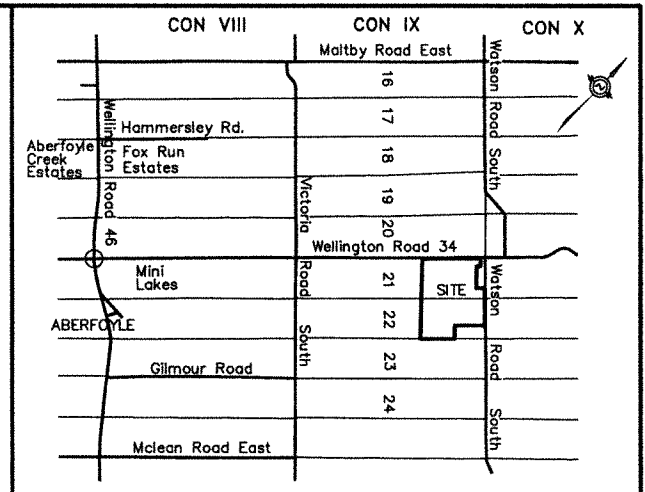 CON VIII
CON IX
CON X
Maltby Road East
Watson Road South
16
17
Hammersley Rd.
Wellington Road 46
Aberfoyle
Creek
Estates
Fox Run
Estates
18
19
20
Victoria Road South
Wellington Road 34
Mini
Lakes
21
SITE
Watson Road South
ABERFOYLE
22
23
Gilmour Road
24
Mclean Road East